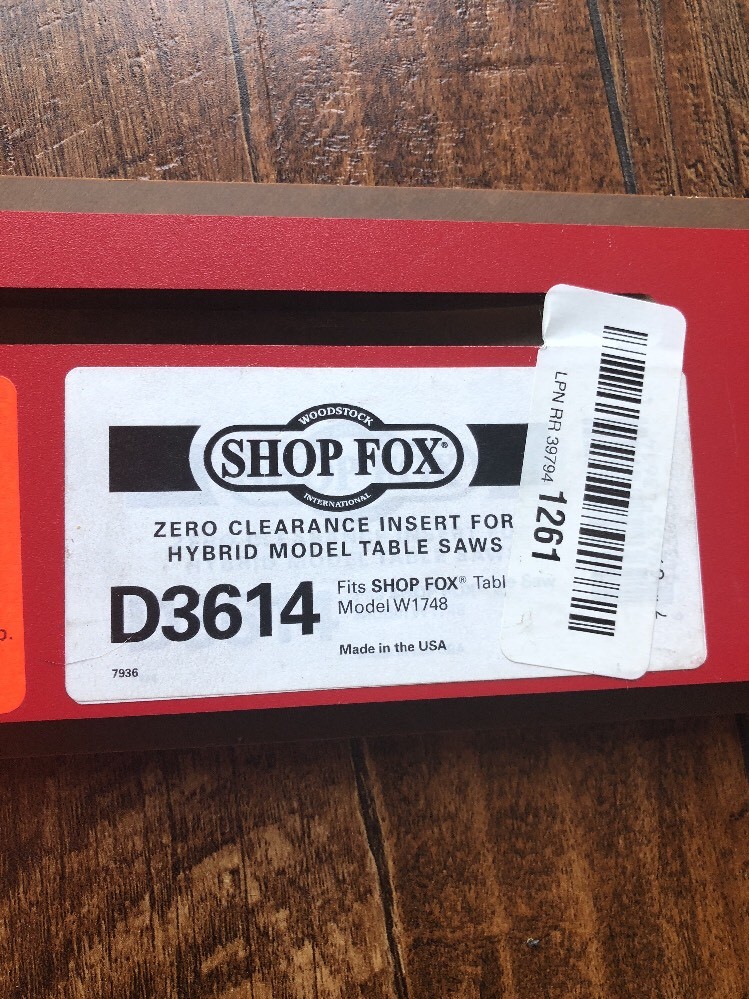 WOODSTOCK
SHOP FOX®
INTERNATIONAL
ZERO CLEARANCE INSERT FOR
HYBRID MODEL TABLE SAWS
D3614
Fits SHOP FOX® Tabl
Model W1748
Made in the USA
7936
LPN RR 39794 1261